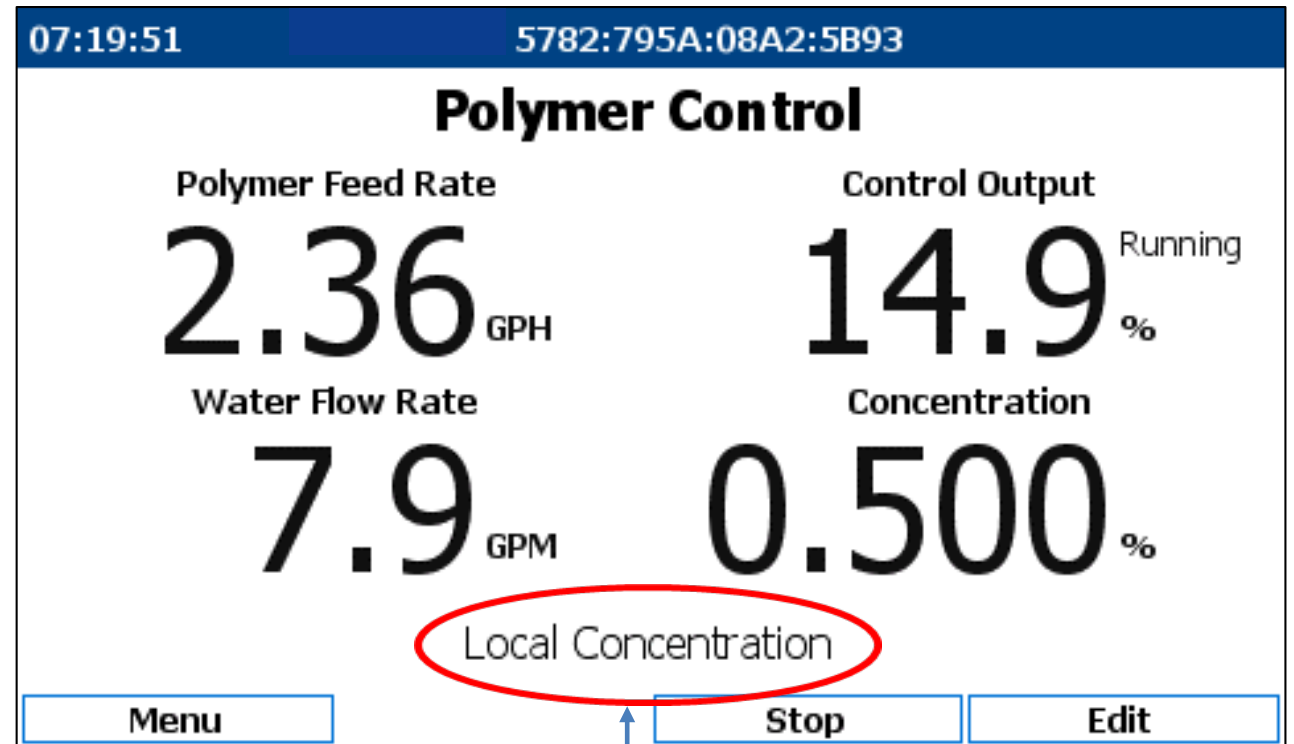 07:19:51 5782:795A:08A2:5B93
Polymer Control
Polymer Feed Rate
2.36 GPH
Control Output
14.9 % Running
Water Flow Rate
7.9 GPM
Concentration
0.500 %
Local Concentration
Menu Stop Edit